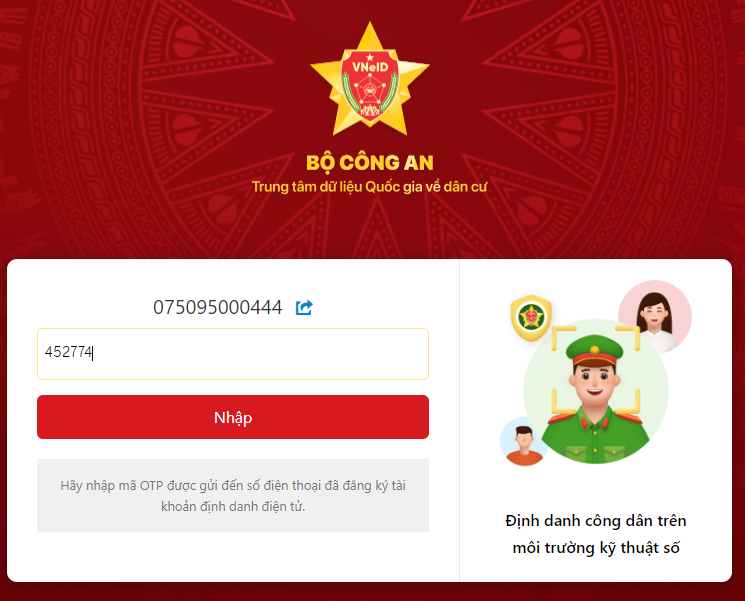 VNeID
BỘ CÔNG AN
Trung tâm dữ liệu Quốc gia về dân cư
075095000444
452774
Nhập
Hãy nhập mã OTP được gửi đến số điện thoại đã đăng ký tài
khoản định danh điện tử.
Định danh công dân trên
môi trường kỹ thuật số